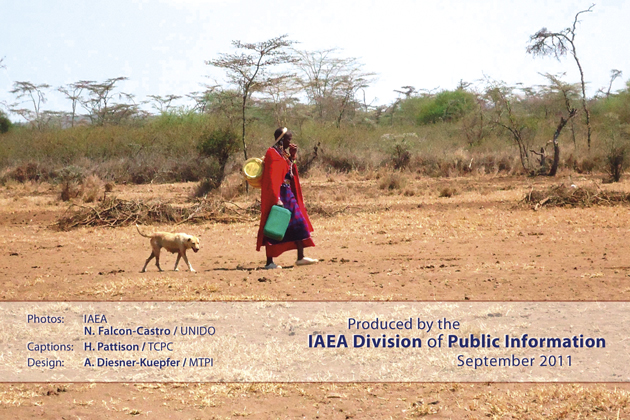 Photos: IAEA
N. Falcon-Castro / UNIDO
Captions: H. Pattison / TCPC
Design: A. Diesner-Kuepfer / MTPI
Produced by the
IAEA Division of Public Information
September 2011